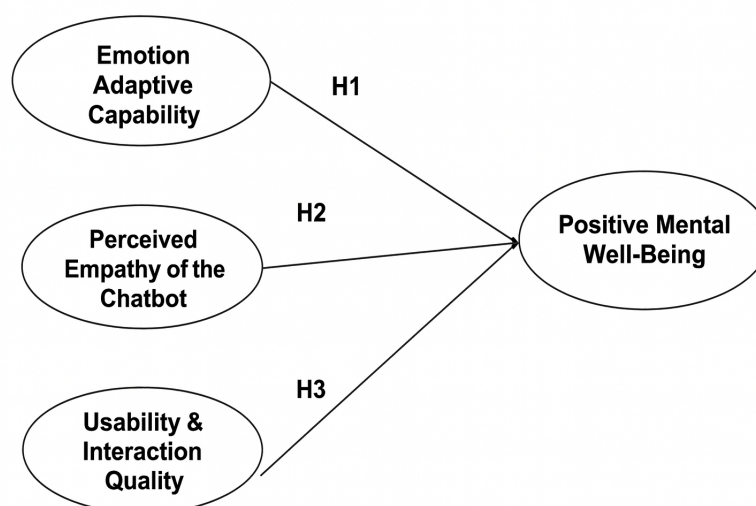 Emotion
Adaptive
Capability
H1
H2
Perceived
Empathy of the
Chatbot
Positive Mental
Well-Being
H3
Usability &
Interaction
Quality